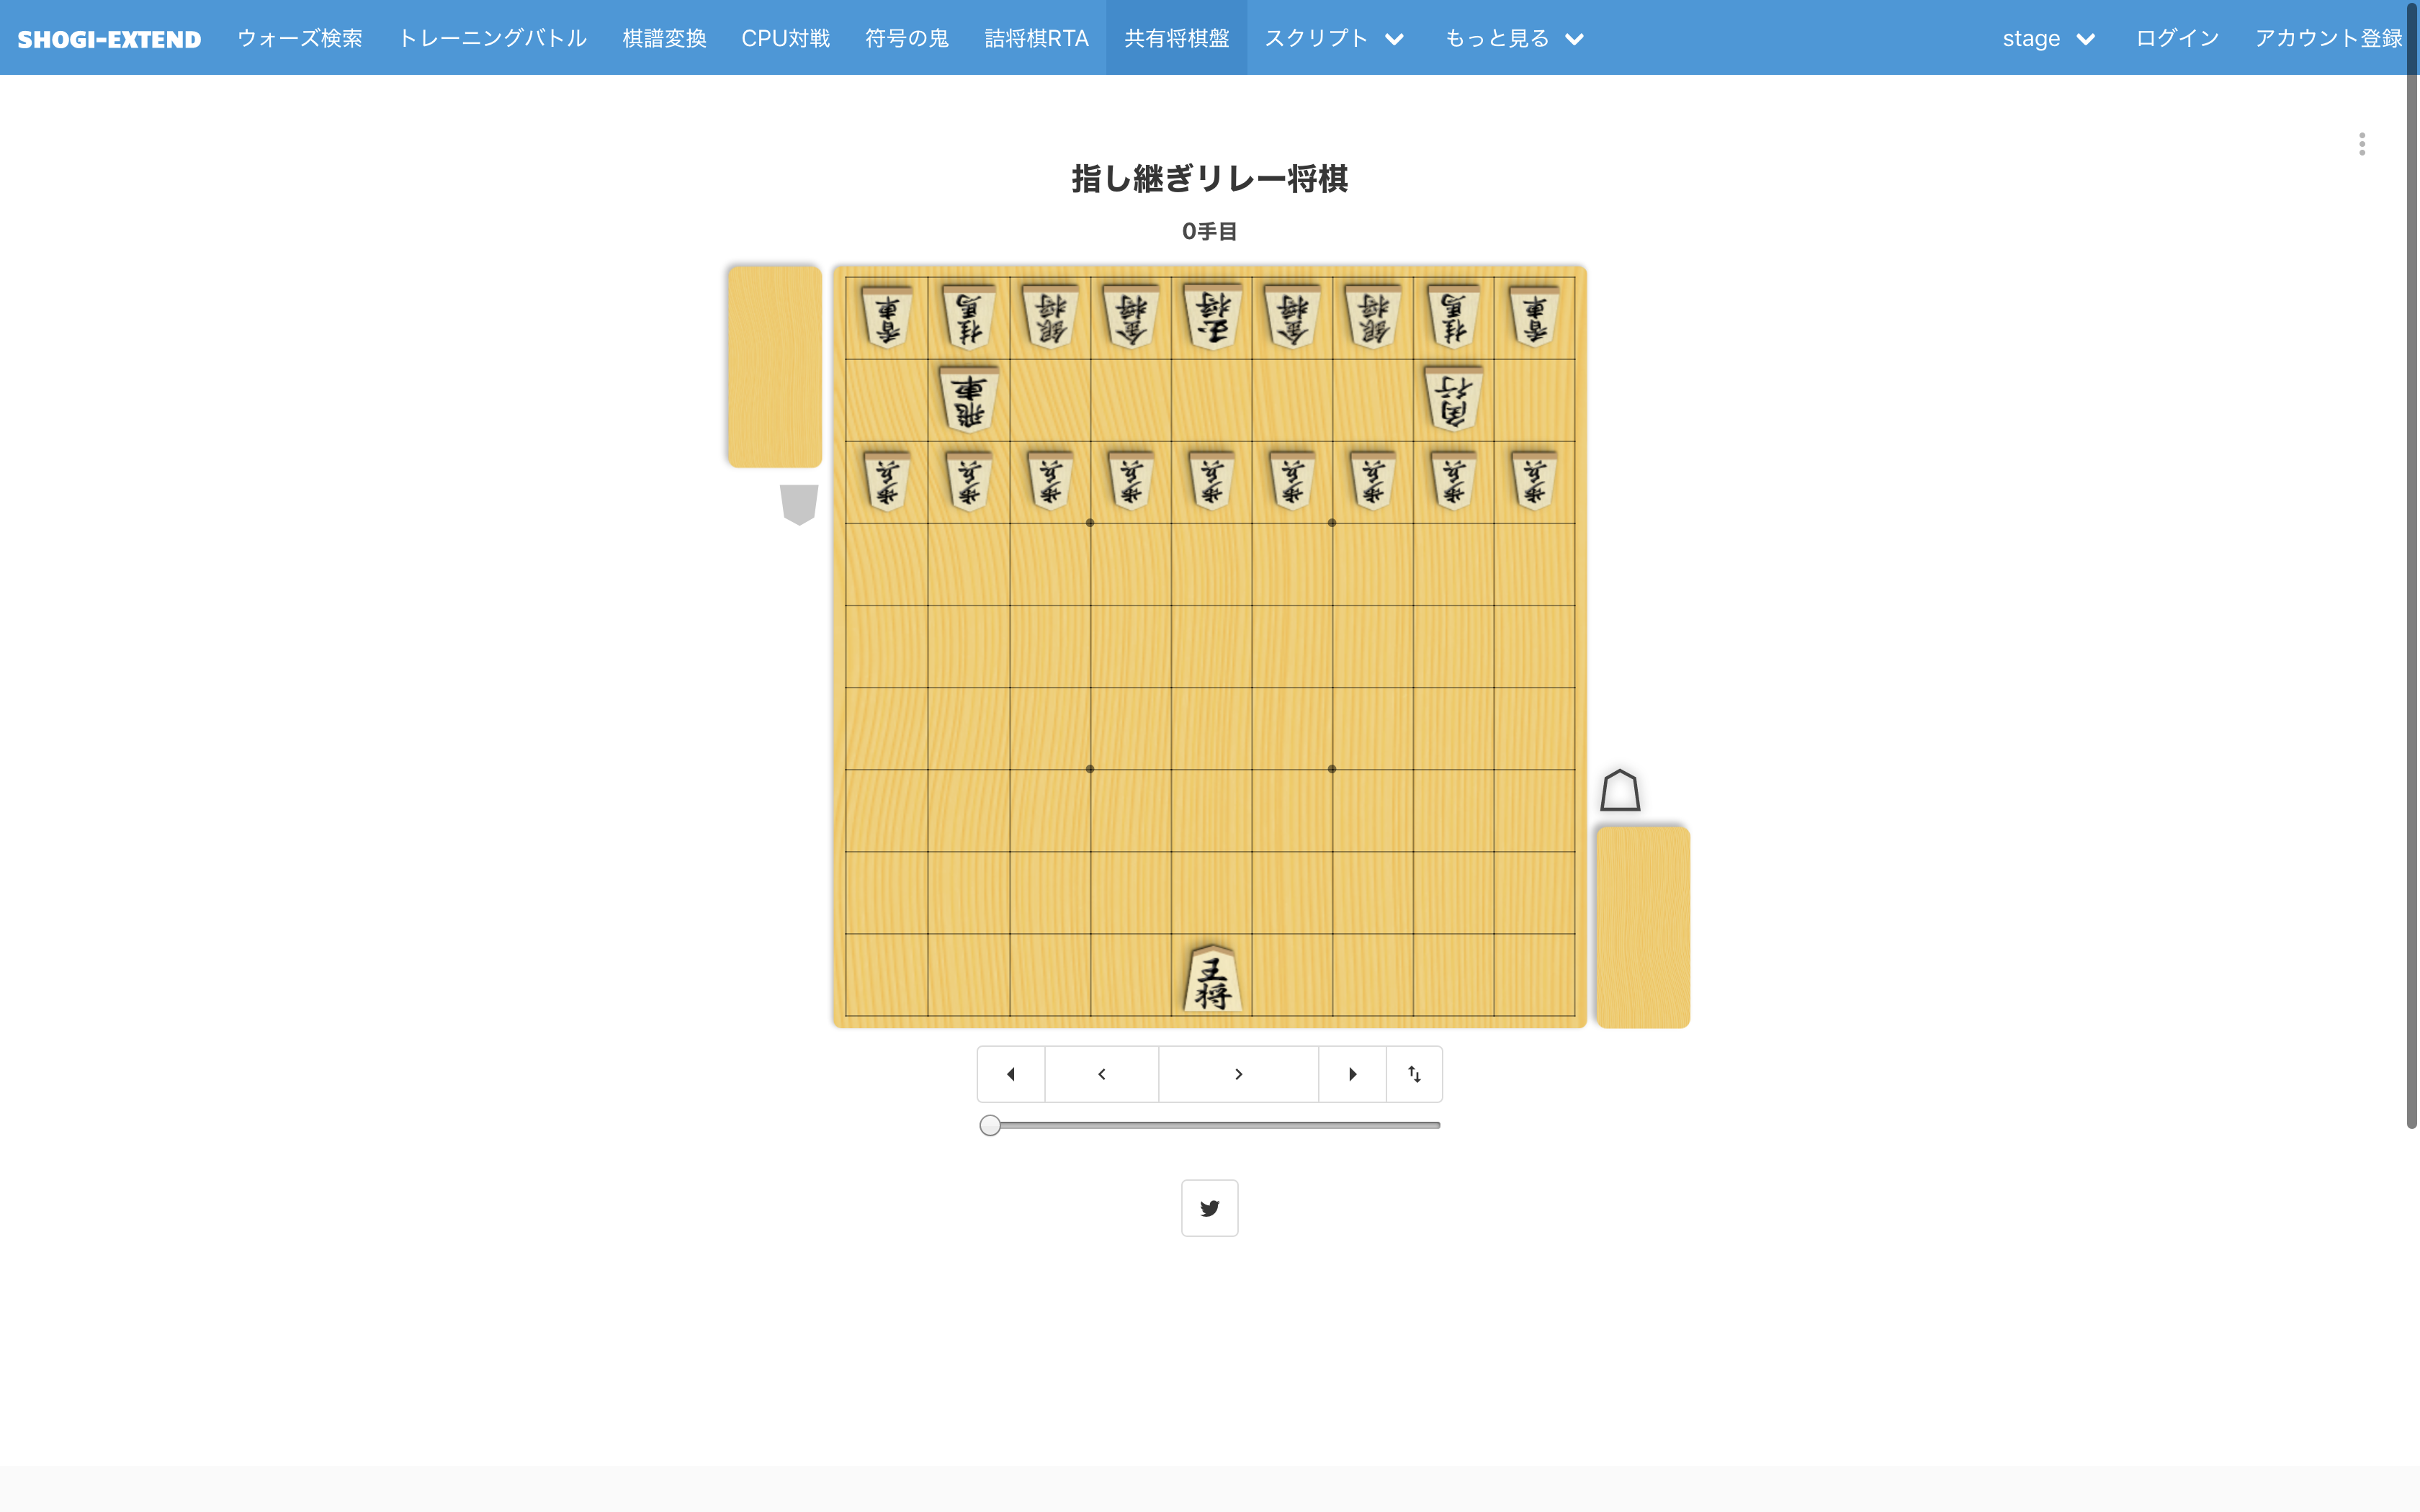 SHOGI-EXTEND ウォーズ検索 トレーニングバトル 棋譜変換 CPU対戦 符号の鬼 詰将棋RTA 共有将棋盤 スクリプト もっと見る stage ログイン アカウント登録
指し継ぎリレー将棋
0手目
香車 桂馬 銀将 金将 玉将 金将 銀将 桂馬 香車
飛車 角行
歩兵 歩兵 歩兵 歩兵 歩兵 歩兵 歩兵 歩兵 歩兵
王将